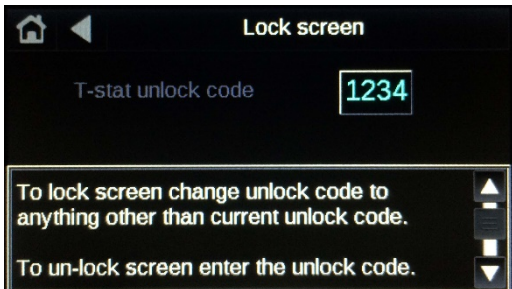 Lock screen
T-stat unlock code 1234
To lock screen change unlock code to
anything other than current unlock code.
To un-lock screen enter the unlock code.